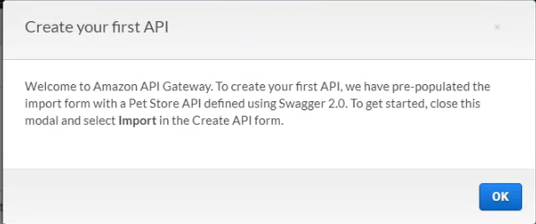 Create your first API
×
Welcome to Amazon API Gateway. To create your first API, we have pre-populated the
import form with a Pet Store API defined using Swagger 2.0. To get started, close this
modal and select Import in the Create API form.
OK